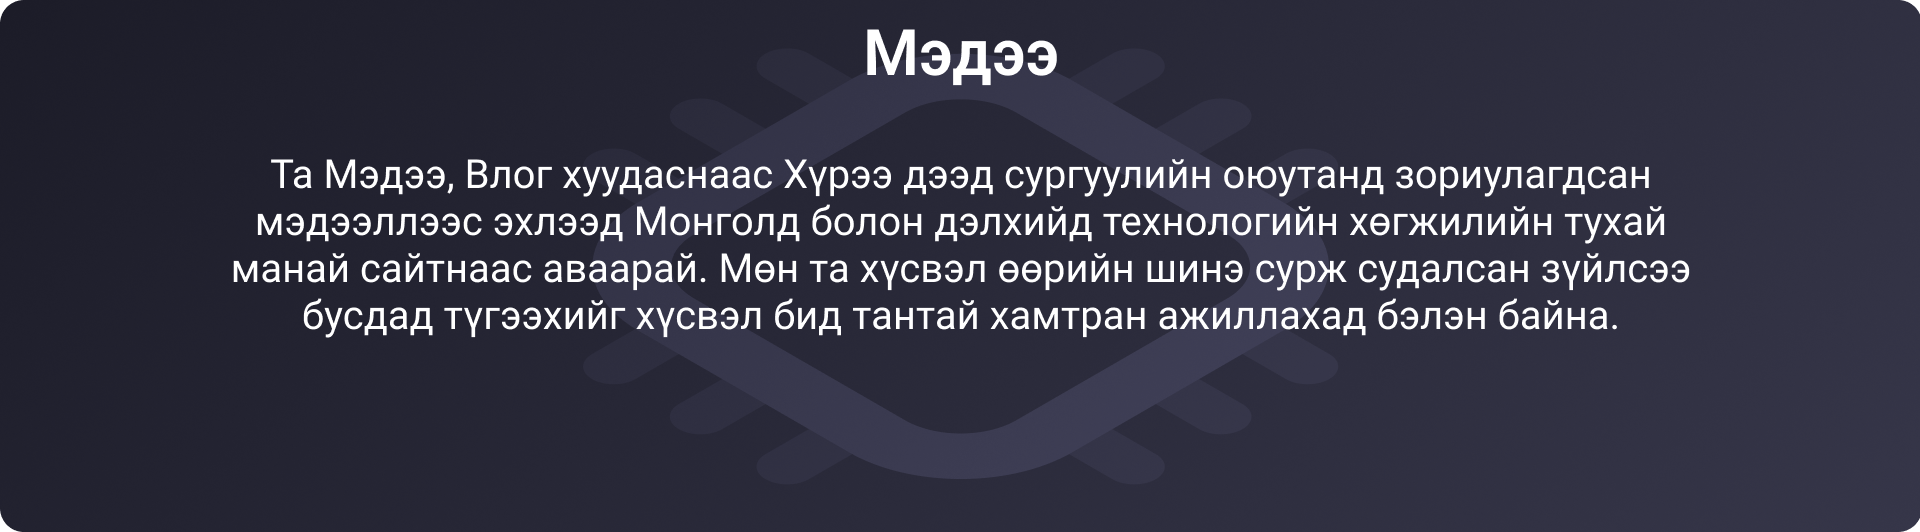 Мэдээ
Та Мэдээ, Влог хуудаснаас Хүрээ дээд сургуулийн оюутанд зориулагдсан
мэдээллээс эхлээд Монголд болон дэлхийд технологийн хөгжилийн тухай
манай сайтнаас аваарай. Мөн та хүсвэл өөрийн шинэ сурж судалсан зүйлсээ
бусдад түгээхийг хүсвэл бид тантай хамтран ажиллахад бэлэн байна.